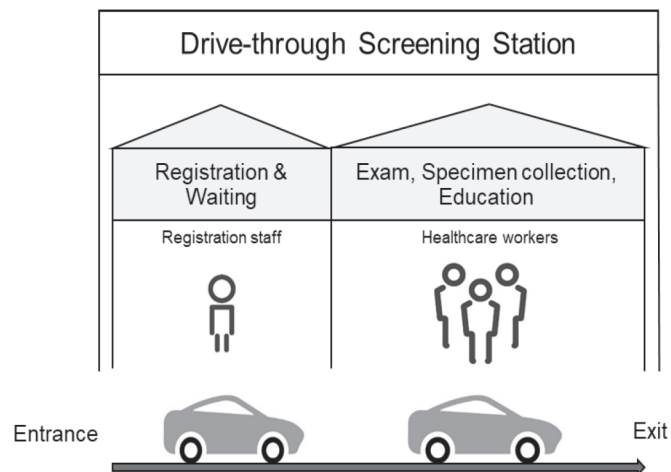 Drive-through Screening Station
Registration &
Waiting
Exam, Specimen collection,
Education
Registration staff
Healthcare workers
Entrance
Exit